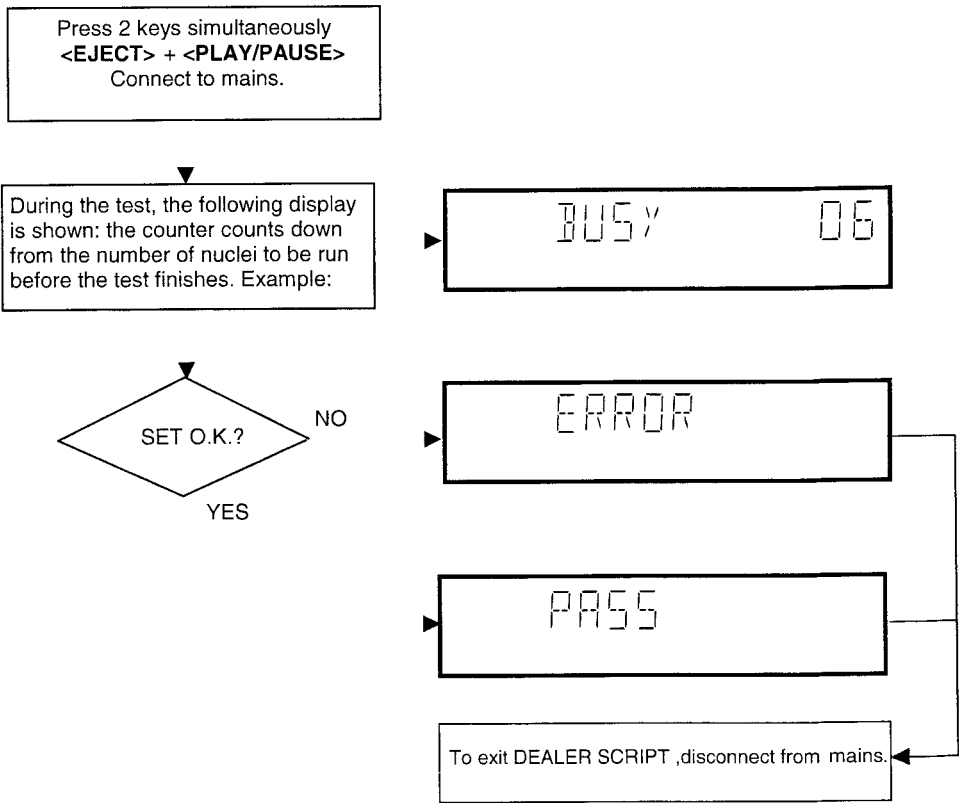 Press 2 keys simultaneously
<EJECT> + <PLAY/PAUSE>
Connect to mains.
During the test, the following display
is shown: the counter counts down
from the number of nuclei to be run
before the test finishes. Example:
BUSY 06
SET O.K.?
NO
ERROR
YES
PASS
To exit DEALER SCRIPT ,disconnect from mains.